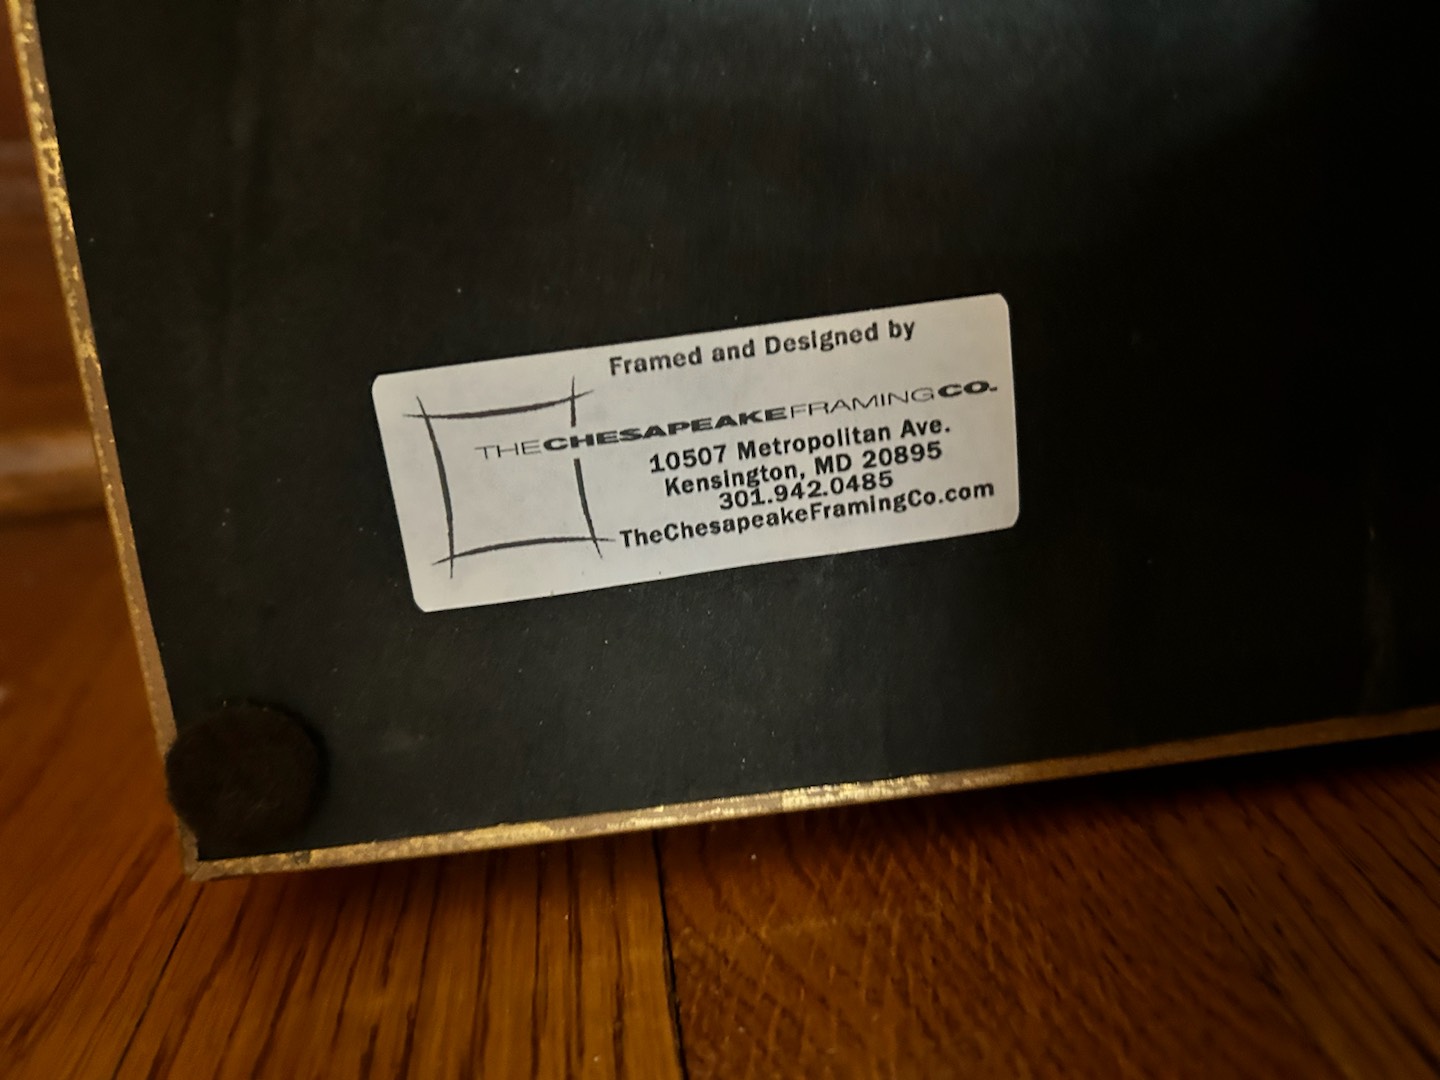 Framed and Designed by
THECHESAPEAKEFRAMINGCO.
10507 Metropolitan Ave.
Kensington, MD 20895
301.942.0485
TheChesapeakeFramingCo.com